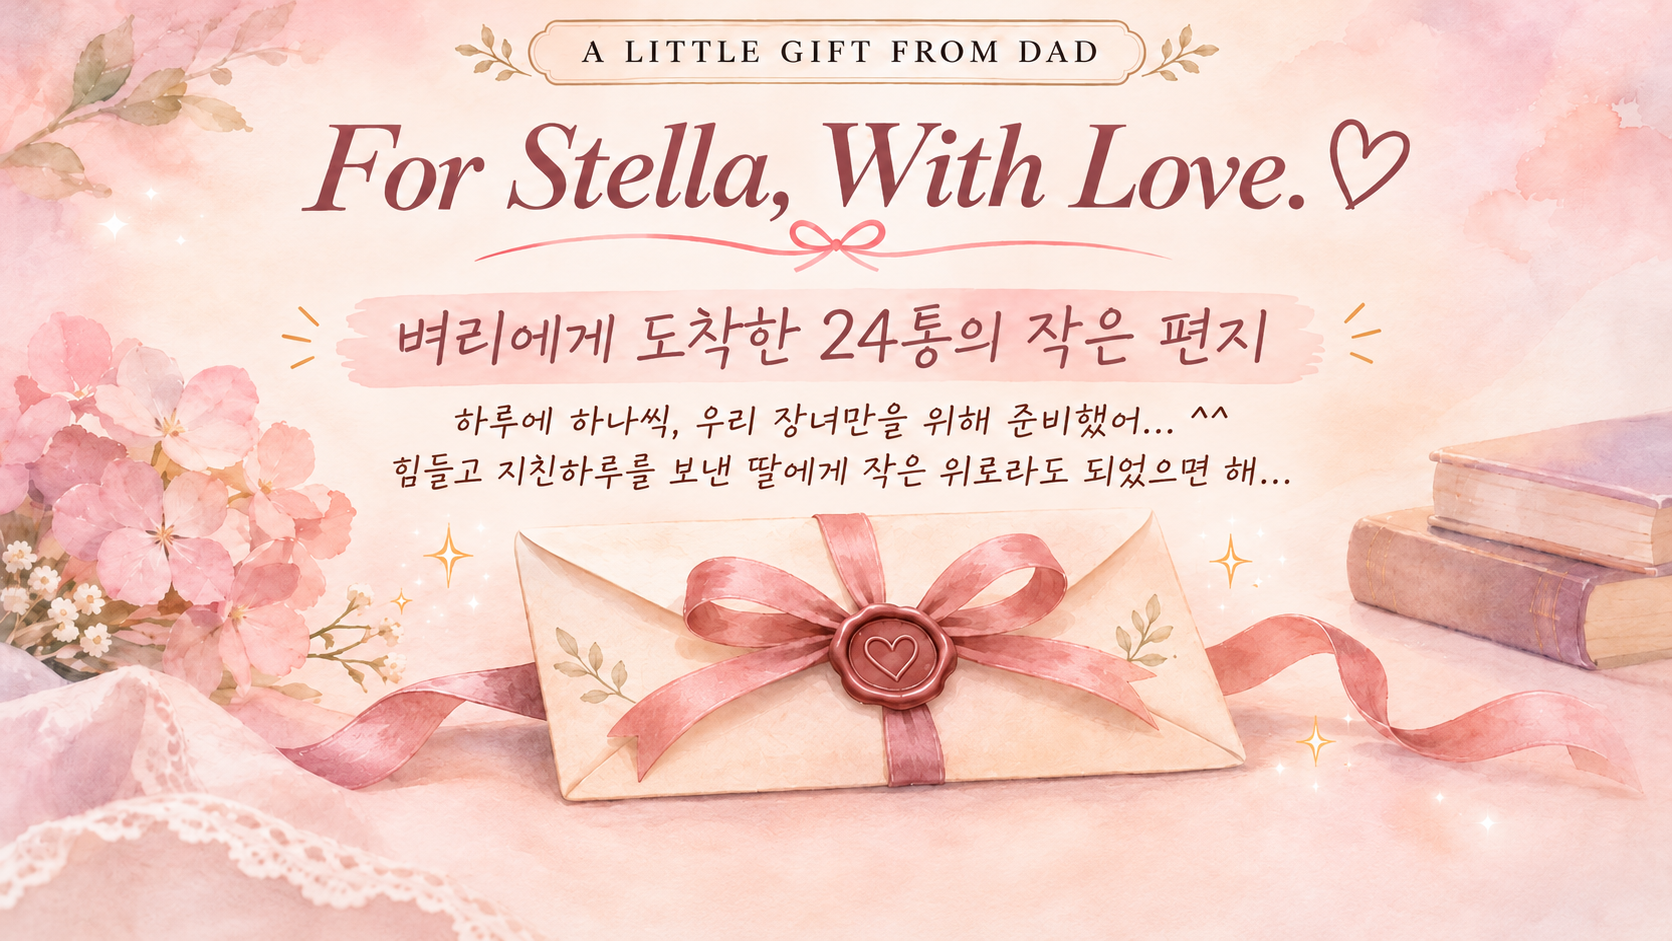 A LITTLE GIFT FROM DAD
For Stella, With Love.♡
벼리에게 도착한 24통의 작은 편지
하루에 하나씩, 우리 장녀만을 위해 준비했어... ^^
힘들고 지친하루를 보낸 딸에게 작은 위로라도 되었으면 해...